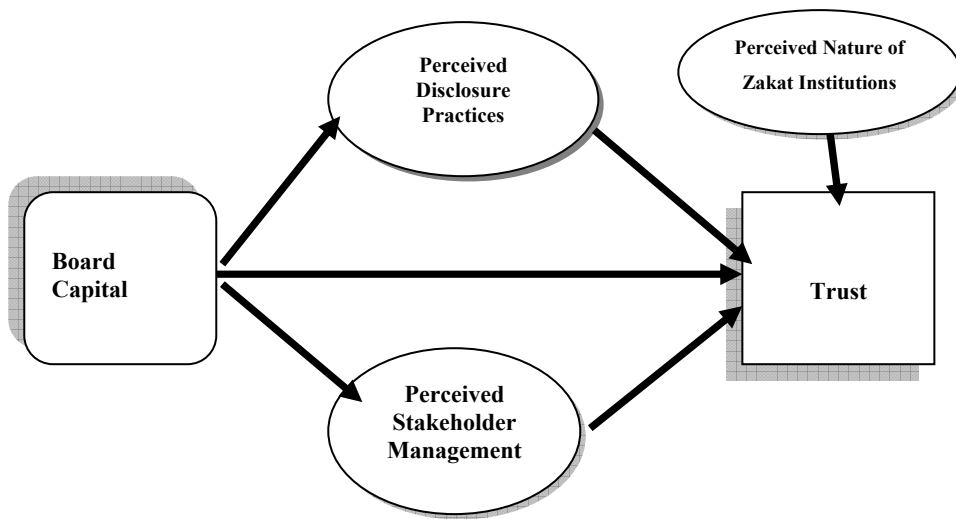 Perceived
Disclosure
Practices
Perceived Nature of
Zakat Institutions
Board
Capital
Trust
Perceived
Stakeholder
Management